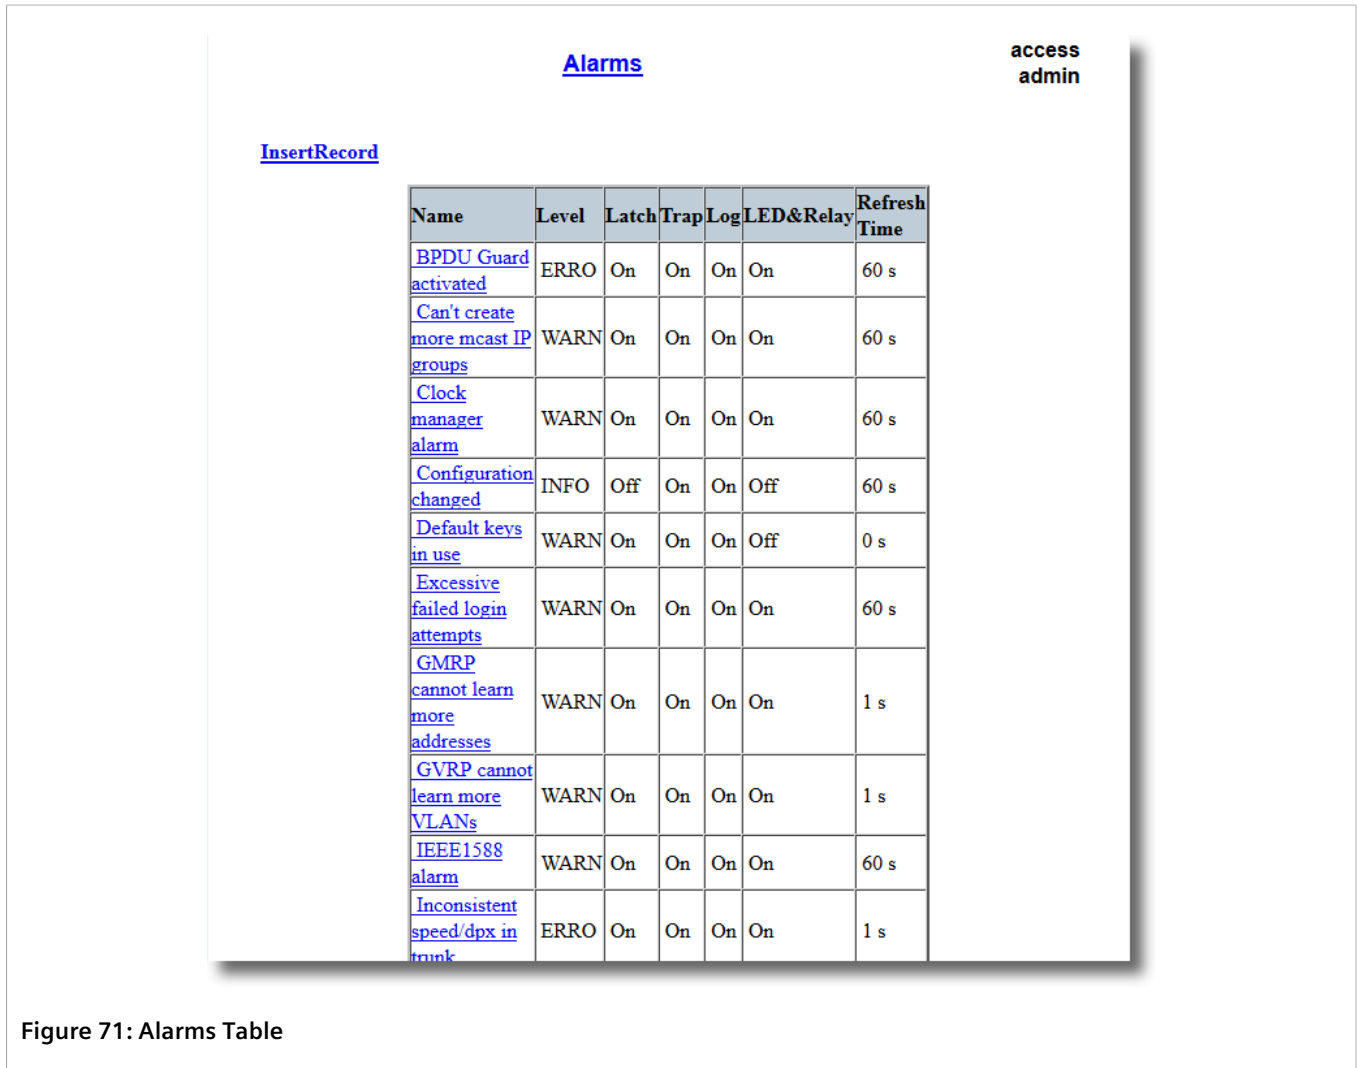 Alarms
access
admin
InsertRecord
Name Level Latch Trap Log LED&Relay Refresh Time
BPDU Guard activated ERRO On On On On 60 s
Can't create more mcast IP groups WARN On On On On 60 s
Clock manager alarm WARN On On On On 60 s
Configuration changed INFO Off On On Off 60 s
Default keys in use WARN On On On Off 0 s
Excessive failed login attempts WARN On On On On 60 s
GMRP cannot learn more addresses WARN On On On On 1 s
GVRP cannot learn more VLANs WARN On On On On 1 s
IEEE1588 alarm WARN On On On On 60 s
Inconsistent speed/dpx in trunk ERRO On On On On 1 s
Figure 71: Alarms Table